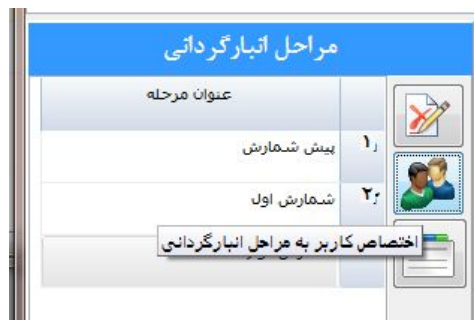 مراحل انبارگردانی
عنوان مرحله
۱ پیش شمارش
۲ شمارش اول
اختصاص کاربر به مراحل انبارگردانی